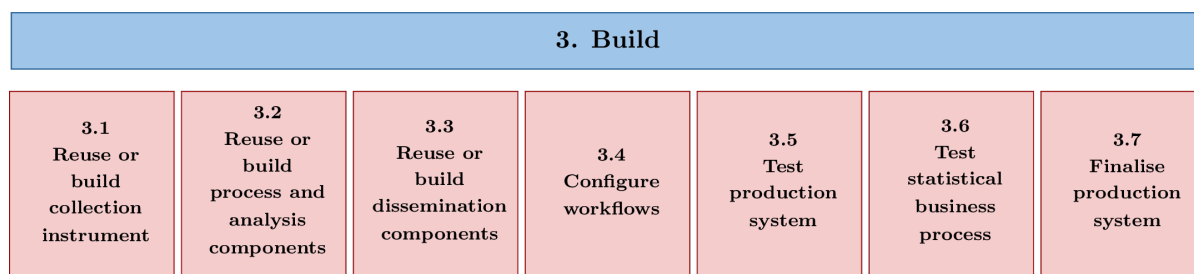 3. Build
3.1
Reuse or
build
collection
instrument
3.2
Reuse or
build
process and
analysis
components
3.3
Reuse or
build
dissemination
components
3.4
Configure
workflows
3.5
Test
production
system
3.6
Test
statistical
business
process
3.7
Finalise
production
system